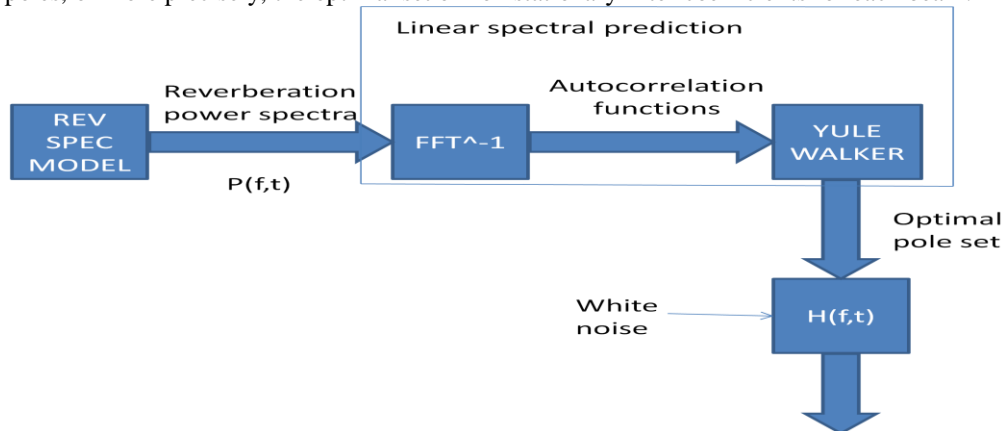 Linear spectral prediction
Reverberation
power spectra
Autocorrelation
functions
REV
SPEC
MODEL
FFT^-1
YULE
WALKER
P(f,t)
Optimal
pole set
White
noise
H(f,t)